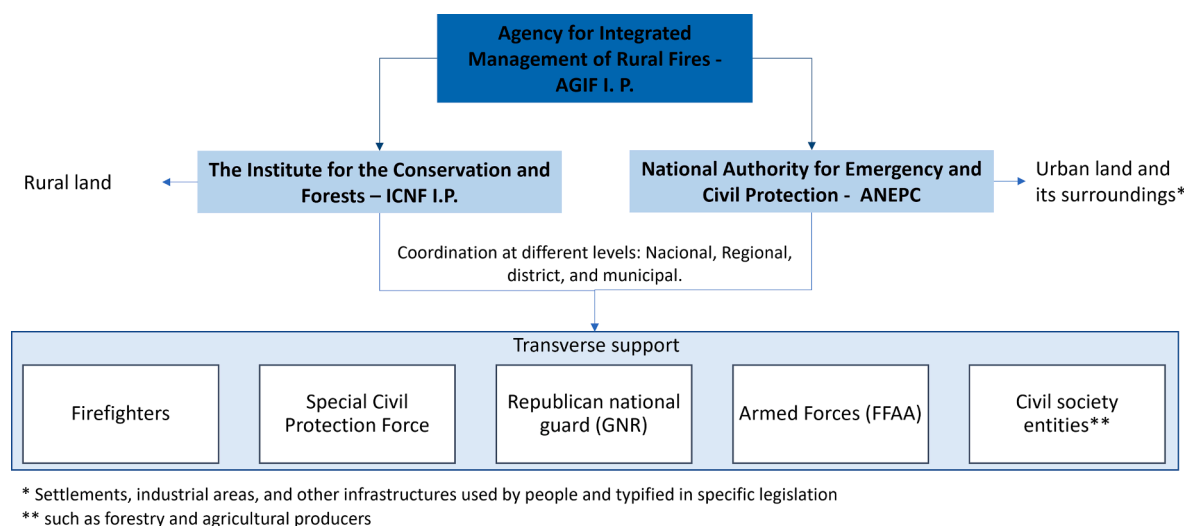 Agency for Integrated
Management of Rural Fires -
AGIF I. P.
Rural land
The Institute for the Conservation and
Forests – ICNF I.P.
National Authority for Emergency and
Civil Protection - ANEPC
Urban land and
its surroundings*
Coordination at different levels: Nacional, Regional,
district, and municipal.
Transverse support
Firefighters
Special Civil
Protection Force
Republican national
guard (GNR)
Armed Forces (FFAA)
Civil society
entities**
* Settlements, industrial areas, and other infrastructures used by people and typified in specific legislation
** such as forestry and agricultural producers